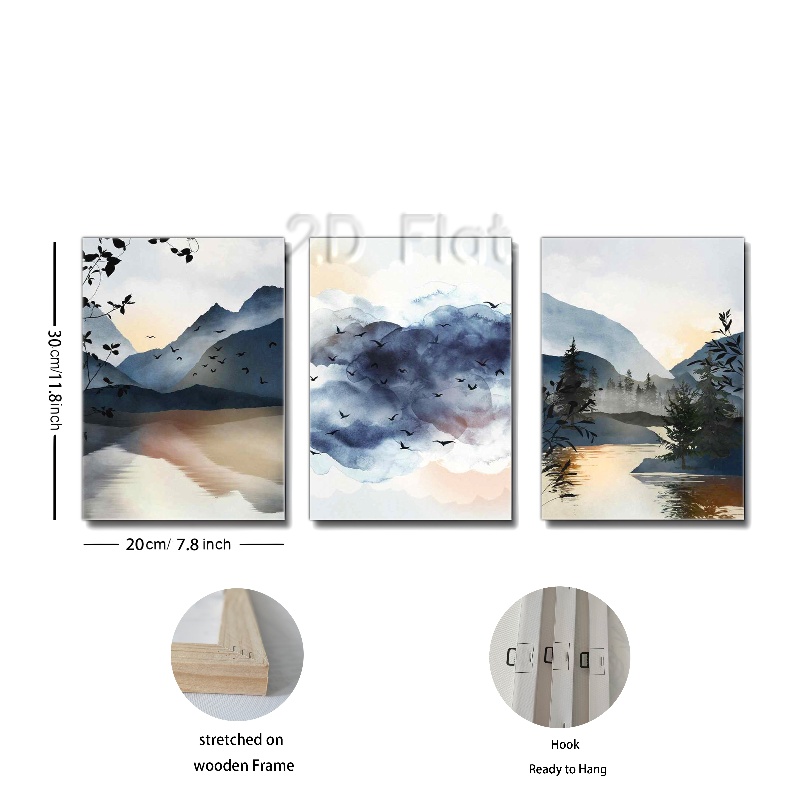 2D Flat
30cm/11.8inch
20cm/ 7.8 inch
stretched on
wooden Frame
Hook
Ready to Hang